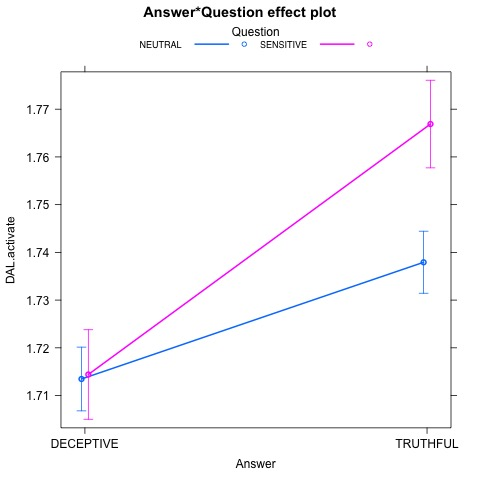 Answer*Question effect plot
Question
NEUTRAL SENSITIVE
1.77
1.76
1.75
1.74
1.73
1.72
1.71
DAL.activate
DECEPTIVE TRUTHFUL
Answer